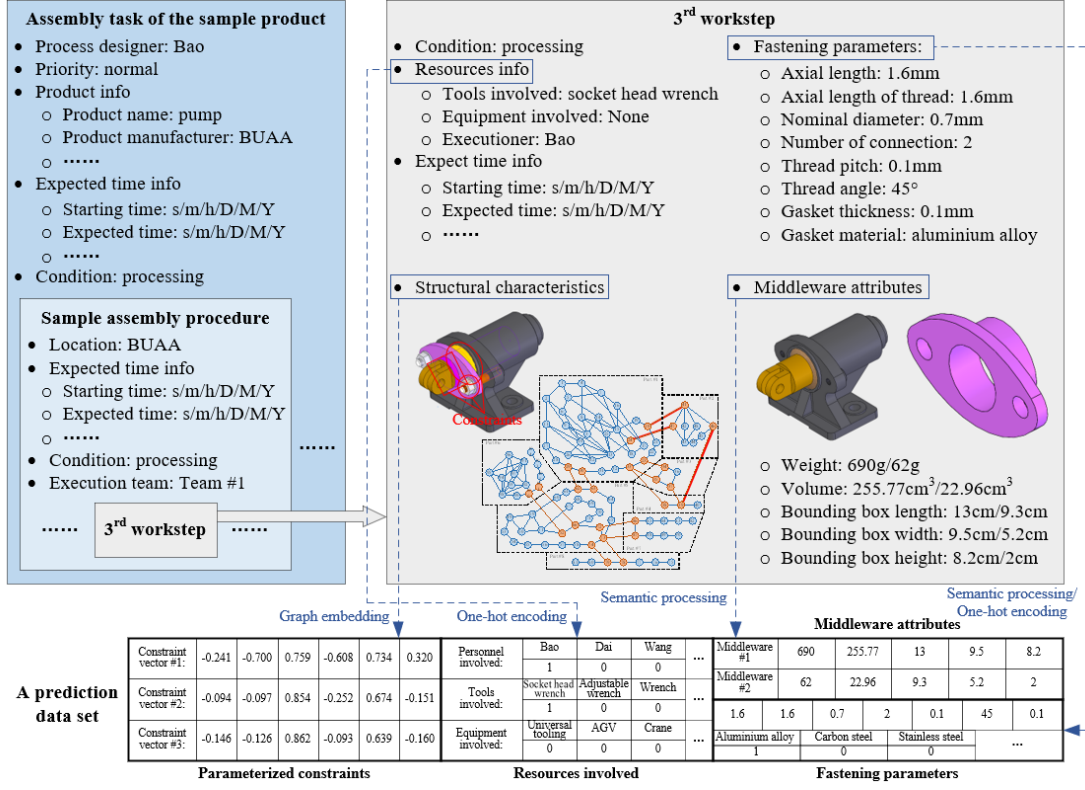 Assembly task of the sample product
• Process designer: Bao
• Priority: normal
• Product info
○ Product name: pump
○ Product manufacturer: BUAA
○ ······
• Expected time info
○ Starting time: s/m/h/D/M/Y
○ Expected time: s/m/h/D/M/Y
○ ······
• Condition: processing
Sample assembly procedure
• Location: BUAA
• Expected time info
○ Starting time: s/m/h/D/M/Y
○ Expected time: s/m/h/D/M/Y
○ ······
• Condition: processing
• Execution team: Team #1
······
······ 3rd workstep ······
3rd workstep
• Condition: processing
• Resources info
○ Tools involved: socket head wrench
○ Equipment involved: None
○ Executioner: Bao
• Expect time info
○ Starting time: s/m/h/D/M/Y
○ Expected time: s/m/h/D/M/Y
○ ······
• Fastening parameters:
○ Axial length: 1.6mm
○ Axial length of thread: 1.6mm
○ Nominal diameter: 0.7mm
○ Number of connection: 2
○ Thread pitch: 0.1mm
○ Thread angle: 45°
○ Gasket thickness: 0.1mm
○ Gasket material: aluminium alloy
• Structural characteristics
Constraints
• Middleware attributes
○ Weight: 690g/62g
○ Volume: 255.77cm³/22.96cm³
○ Bounding box length: 13cm/9.3cm
○ Bounding box width: 9.5cm/5.2cm
○ Bounding box height: 8.2cm/2cm
Graph embedding
One-hot encoding
Semantic processing
Semantic processing/
One-hot encoding
A prediction
data set
Constraint
vector #1:
-0.241 -0.700 0.759 -0.608 0.734 0.320
Constraint
vector #2:
-0.094 -0.097 0.854 -0.252 0.674 -0.151
Constraint
vector #3:
-0.146 -0.126 0.862 -0.093 0.639 -0.160
Parameterized constraints
Personnel
involved:
Bao Dai Wang ...
1 0 0
Tools
involved:
Socket head
wrench
Adjustable
wrench
Wrench ...
1 0 0
Equipment
involved:
Universal
tooling
AGV Crane ...
0 0 0
Resources involved
Middleware attributes
Middleware
#1
690 255.77 13 9.5 8.2
Middleware
#2
62 22.96 9.3 5.2 2
1.6 1.6 0.7 2 0.1 45 0.1
Aluminium alloy Carbon steel Stainless steel ...
1 0 0
Fastening parameters